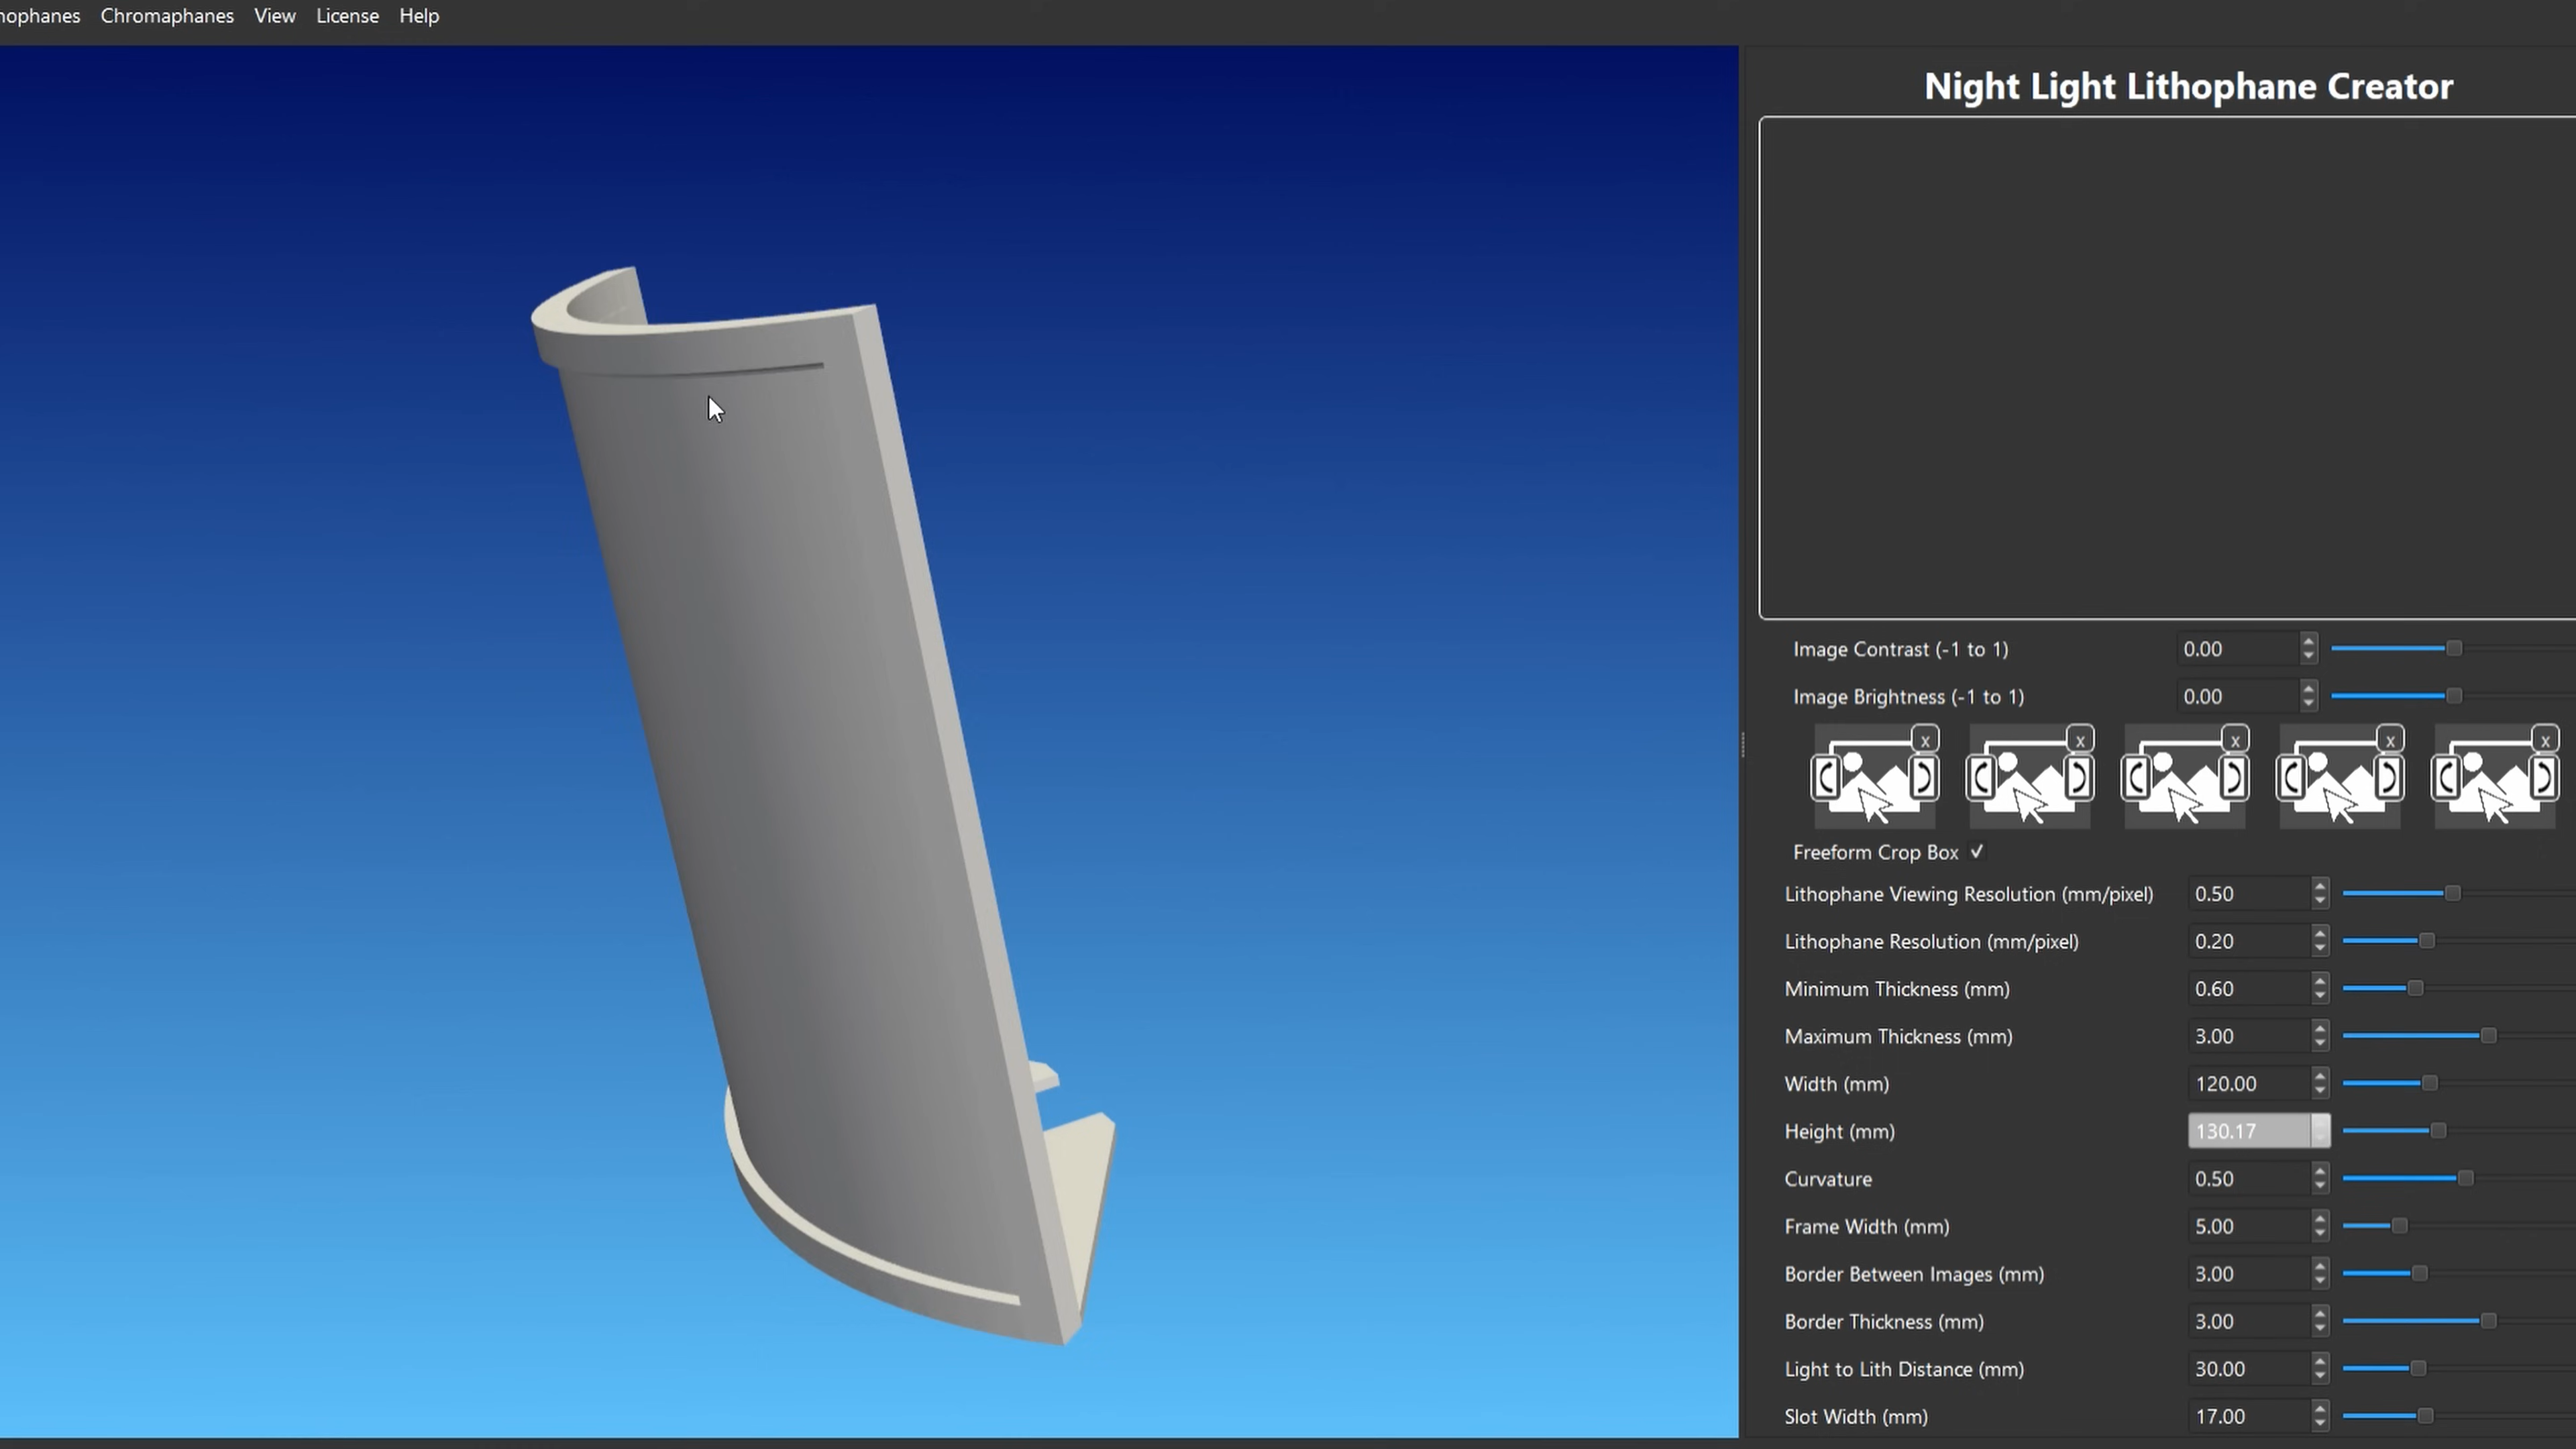 nophanes Chromaphanes View License Help
Night Light Lithophane Creator
Image Contrast (-1 to 1) 0.00
Image Brightness (-1 to 1) 0.00
x x x x x
Freeform Crop Box ✓
Lithophane Viewing Resolution (mm/pixel) 0.50
Lithophane Resolution (mm/pixel) 0.20
Minimum Thickness (mm) 0.60
Maximum Thickness (mm) 3.00
Width (mm) 120.00
Height (mm) 130.17
Curvature 0.50
Frame Width (mm) 5.00
Border Between Images (mm) 3.00
Border Thickness (mm) 3.00
Light to Lith Distance (mm) 30.00
Slot Width (mm) 17.00